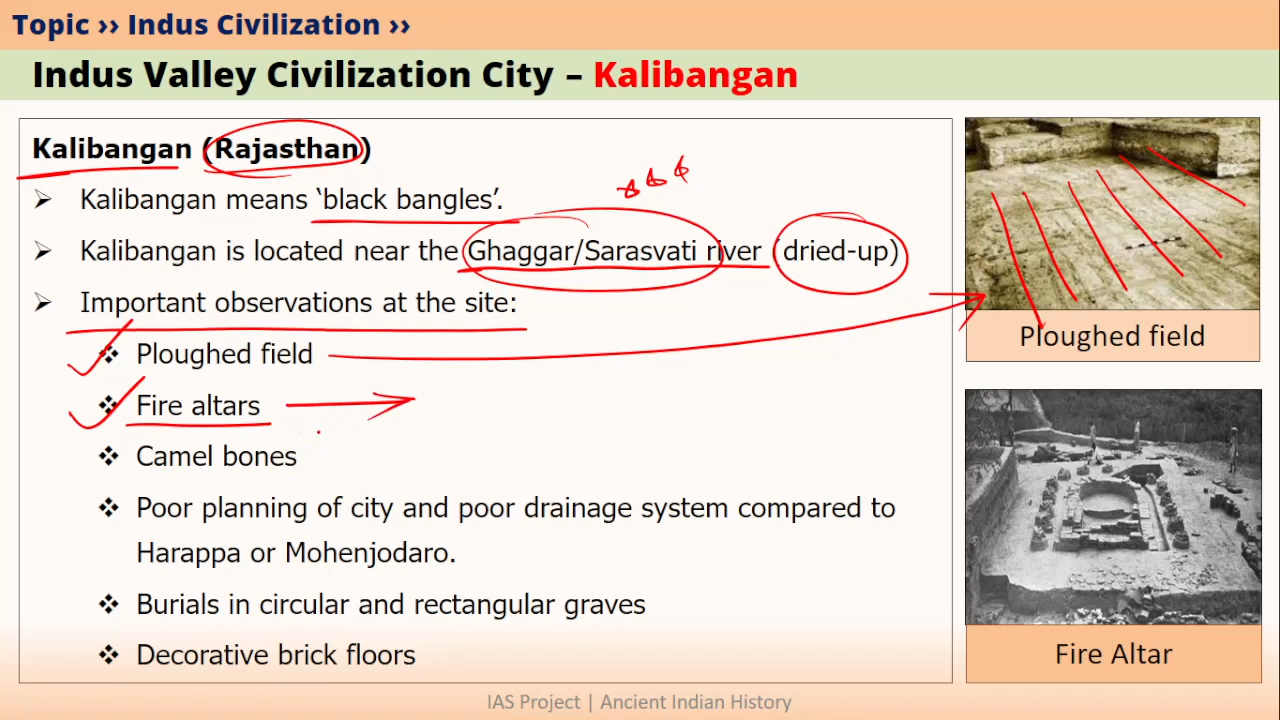 Topic ›› Indus Civilization ››
Indus Valley Civilization City – Kalibangan
Kalibangan (Rajasthan)
➢ Kalibangan means ‘black bangles’.
➢ Kalibangan is located near the Ghaggar/Sarasvati river (dried-up)
➢ Important observations at the site:
❖ Ploughed field
❖ Fire altars
❖ Camel bones
❖ Poor planning of city and poor drainage system compared to
Harappa or Mohenjodaro.
❖ Burials in circular and rectangular graves
❖ Decorative brick floors
Ploughed field
Fire Altar
IAS Project | Ancient Indian History